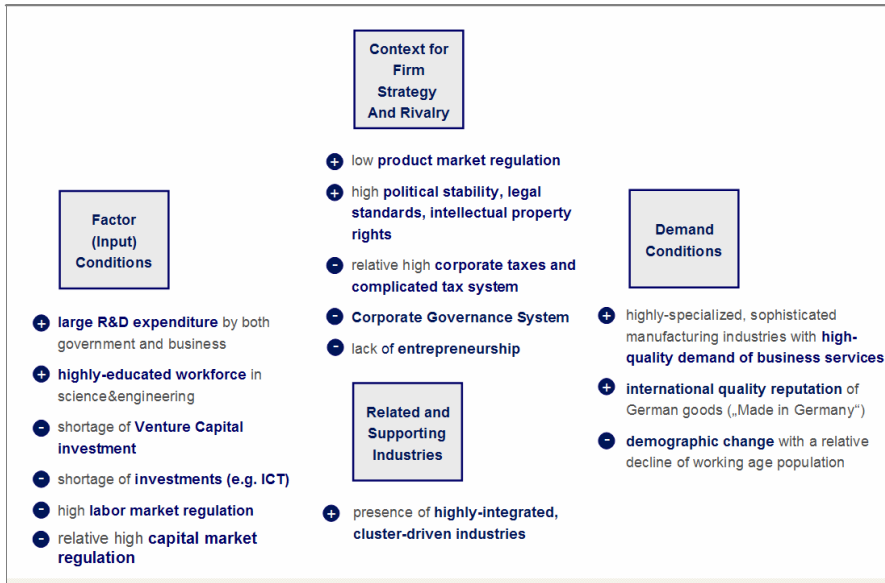 Context for
Firm
Strategy
And Rivalry
+ low product market regulation
+ high political stability, legal
standards, intellectual property
rights
- relative high corporate taxes and
complicated tax system
- Corporate Governance System
- lack of entrepreneurship
Factor
(Input)
Conditions
+ large R&D expenditure by both
government and business
+ highly-educated workforce in
science&engineering
- shortage of Venture Capital
investment
- shortage of investments (e.g. ICT)
- high labor market regulation
- relative high capital market
regulation
Related and
Supporting
Industries
+ presence of highly-integrated,
cluster-driven industries
Demand
Conditions
+ highly-specialized, sophisticated
manufacturing industries with high-
quality demand of business services
+ international quality reputation of
German goods („Made in Germany“)
- demographic change with a relative
decline of working age population